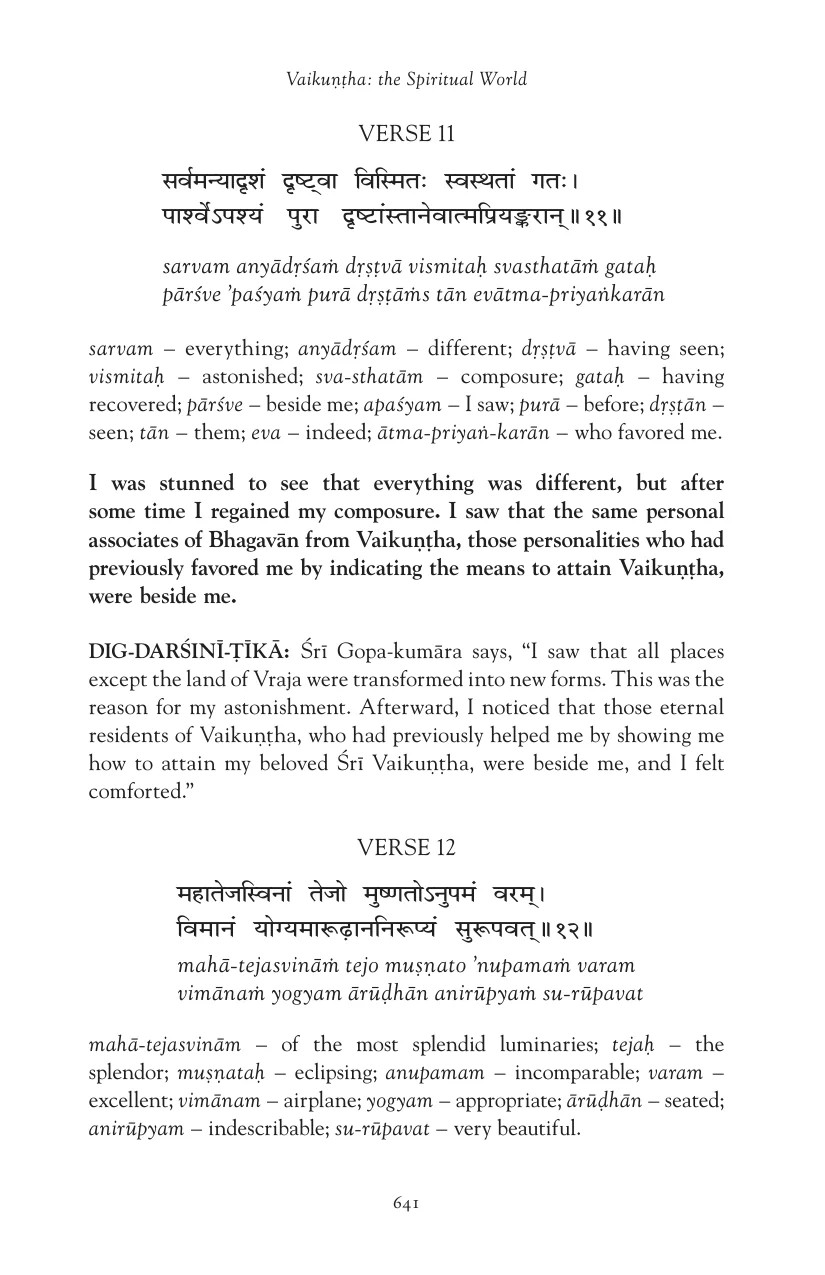 Vaikuṇṭha: the Spiritual World
VERSE 11
सर्वमन्यादृशं दृष्ट्वा विस्मितः स्वस्थतां गतः।
पार्श्वेऽपश्यं पुरा दृष्टांस्तानेवात्मप्रियङ्करान्॥११॥
sarvam anyādṛśaṁ dṛṣṭvā vismitaḥ svasthatāṁ gataḥ
pārśve ’paśyaṁ purā dṛṣṭāṁs tān evātma-priyaṅkarān
sarvam – everything; anyādṛśam – different; dṛṣṭvā – having seen;
vismitaḥ – astonished; sva-sthatām – composure; gataḥ – having
recovered; pārśve – beside me; apaśyam – I saw; purā – before; dṛṣṭān –
seen; tān – them; eva – indeed; ātma-priyaṅ-karān – who favored me.
I was stunned to see that everything was different, but after
some time I regained my composure. I saw that the same personal
associates of Bhagavān from Vaikuṇṭha, those personalities who had
previously favored me by indicating the means to attain Vaikuṇṭha,
were beside me.
DIG-DARŚINĪ-ṬĪKĀ: Śrī Gopa-kumāra says, “I saw that all places
except the land of Vraja were transformed into new forms. This was the
reason for my astonishment. Afterward, I noticed that those eternal
residents of Vaikuṇṭha, who had previously helped me by showing me
how to attain my beloved Śrī Vaikuṇṭha, were beside me, and I felt
comforted.”
VERSE 12
महातेजस्विनां तेजो मुष्णतोऽनुपमं वरम्।
विमानं योग्यमारूढ़ाननिरूप्यं सुरूपवत्॥१२॥
mahā-tejasvināṁ tejo muṣṇato ’nupamaṁ varam
vimānaṁ yogyam ārūḍhān anirūpyaṁ su-rūpavat
mahā-tejasvinām – of the most splendid luminaries; tejaḥ – the
splendor; muṣṇataḥ – eclipsing; anupamam – incomparable; varam –
excellent; vimānam – airplane; yogyam – appropriate; ārūḍhān – seated;
anirūpyam – indescribable; su-rūpavat – very beautiful.
641